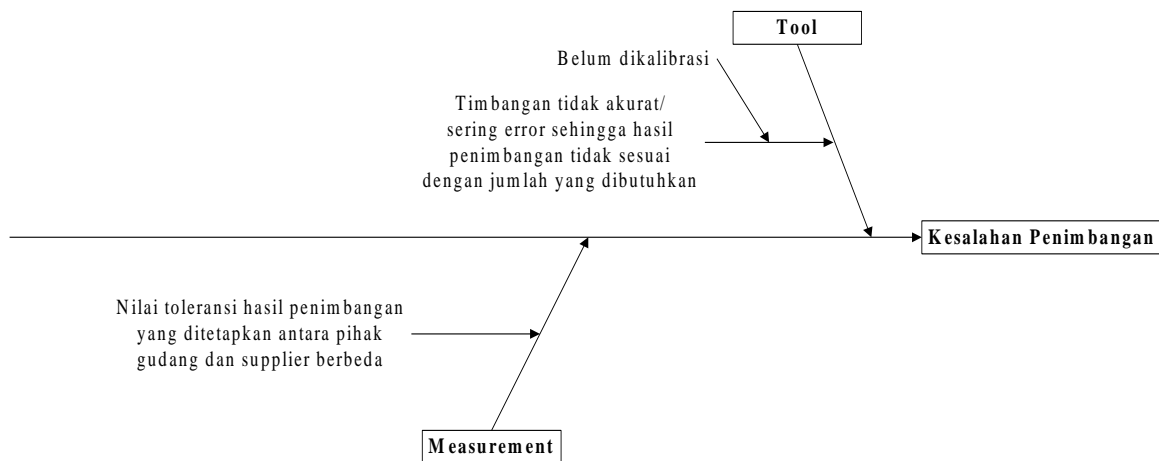 Tool
Belum dikalibrasi
Timbangan tidak akurat/
sering error sehingga hasil
penimbangan tidak sesuai
dengan jumlah yang dibutuhkan
Kesalahan Penimbangan
Nilai toleransi hasil penimbangan
yang ditetapkan antara pihak
gudang dan supplier berbeda
Measurement